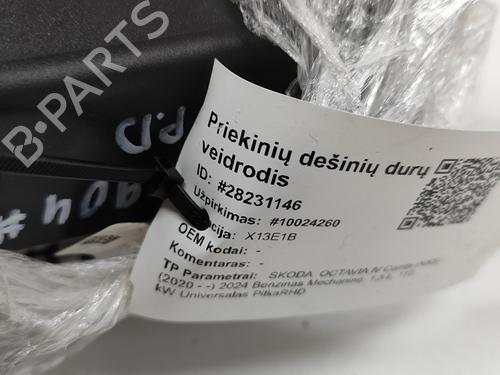 B-PARTS
P.D
904 #
Priekinių dešinių durų
veidrodis
ID: #28231146
Užpirkimas: #10024260
cija: X13E1B
OEM kodai: -
Komentaras: -
TP Parametrai: SKODA OCTAVIA IV Combi (NX5)
(2020 - -) 2024 Benzinas Mechaninė, 1.5 L, 110
kW Universalas PilkaRHD